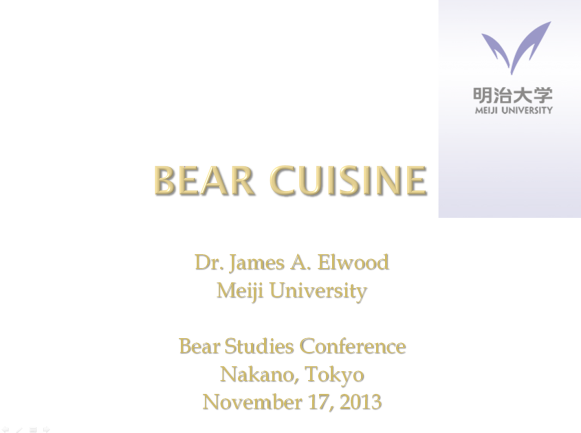 明治大学
MEIJI UNIVERSITY
BEAR CUISINE
Dr. James A. Elwood
Meiji University
Bear Studies Conference
Nakano, Tokyo
November 17, 2013